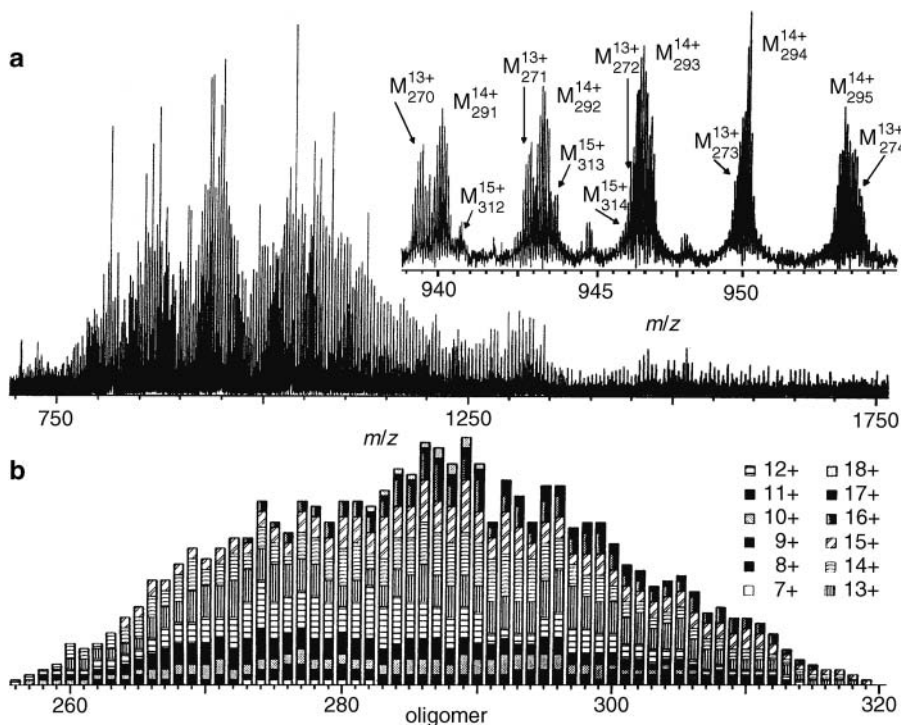 a
M13+270
M14+291
M15+312
M13+271
M14+292
M15+313
M15+314
M13+272
M14+293
M13+273
M14+294
M14+295
M13+274
940
945
950
m/z
750
1250
1750
m/z
b
12+ 18+
11+ 17+
10+ 16+
9+ 15+
8+ 14+
7+ 13+
260
280
300
320
oligomer